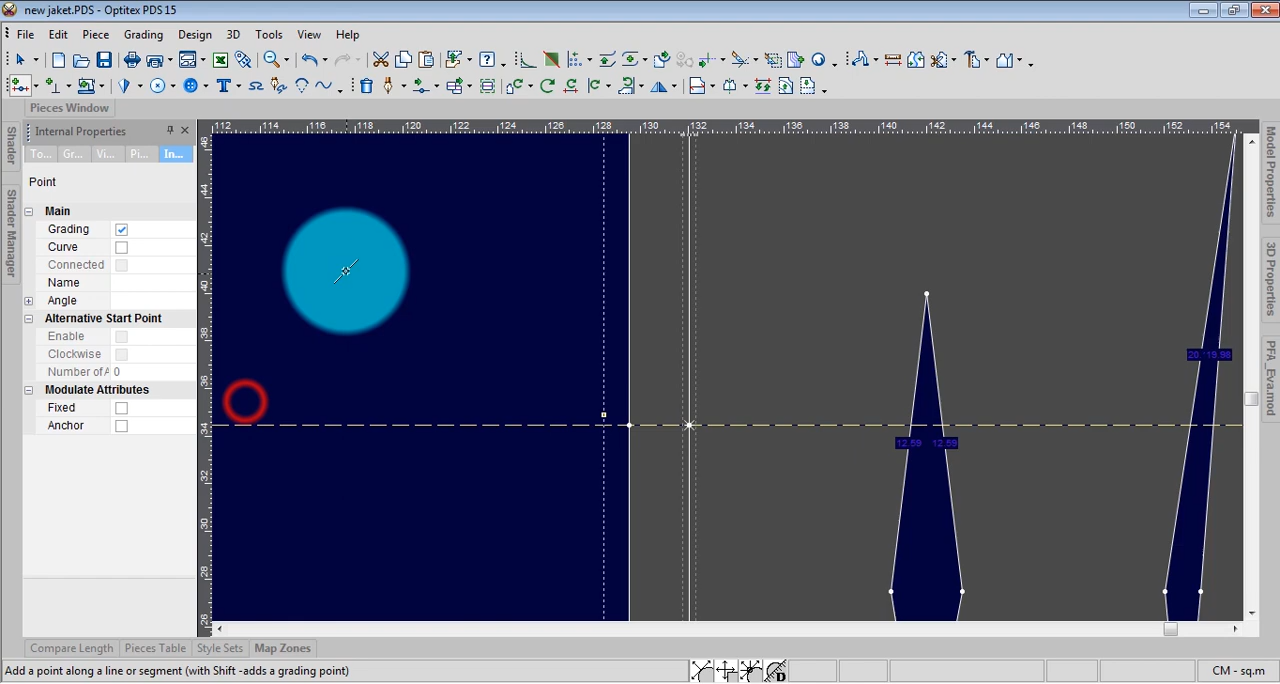 new jaket.PDS - Optitex PDS 15
File Edit Piece Grading Design 3D Tools View Help
Pieces Window
Internal Properties
To... Gr... Vi... Pi... In...
Point
Main
Grading
Curve
Connected
Name
Angle
Alternative Start Point
Enable
Clockwise
Number of A 0
Modulate Attributes
Fixed
Anchor
Shader
Shader Manager
112 114 116 118 120 122 124 126 128 130 132 134 136 138 140 142 144 146 148 150 152 154
46
44
42
40
38
36
34
32
30
28
26
20. 19.98
12.59 12.59
Model Properties
3D Properties
PFA_Eva.mod
Compare Length Pieces Table Style Sets Map Zones
Add a point along a line or segment (with Shift -adds a grading point)
D
CM - sq.m